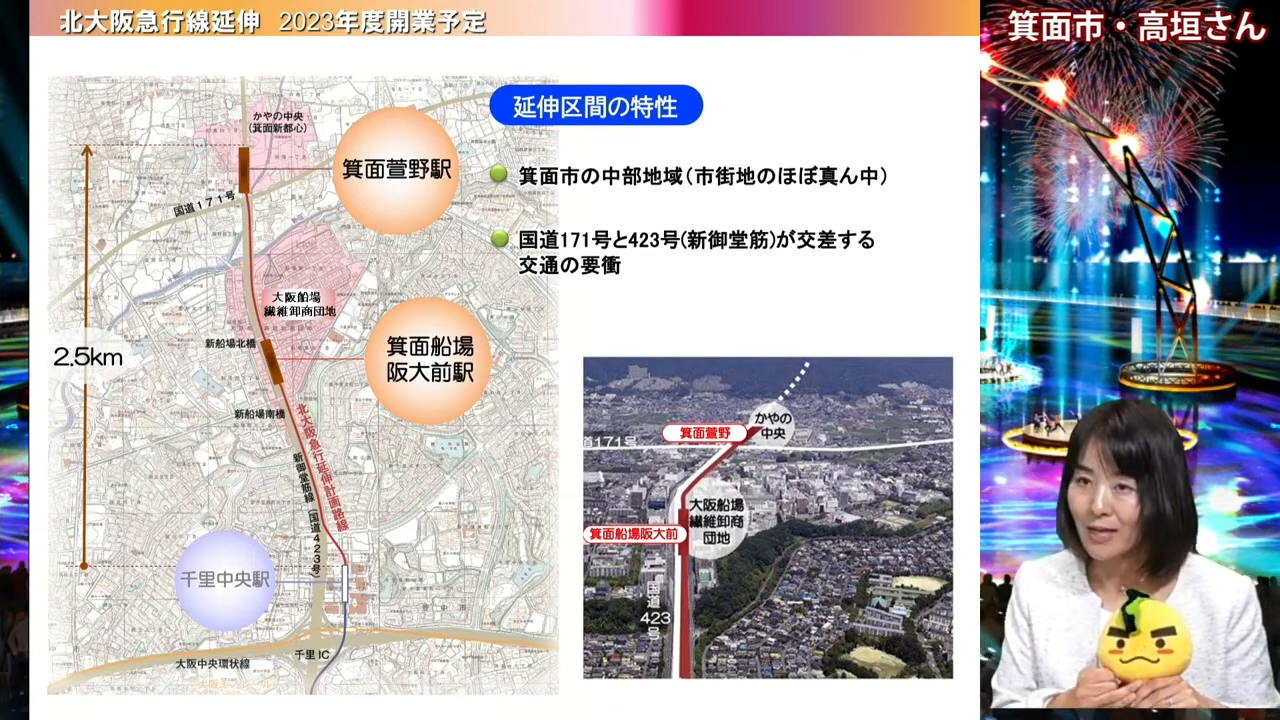 北大阪急行線延伸 2023年度開業予定
箕面市・高垣さん
延伸区間の特性
箕面市の中部地域（市街地のほぼ真ん中）
国道171号と423号(新御堂筋)が交差する
交通の要衝
かやの中央
（箕面新都心）
箕面萱野駅
国道１７１号
大阪船場
繊維卸商団地
新船場北橋
箕面船場
阪大前駅
2.5km
新船場南橋
北大阪急行延伸計画路線
新御堂筋線（国道４２３号）
千里中央駅
千里IC
大阪中央環状線
豊中市
かやの
中央
箕面萱野
道171号
大阪船場
繊維卸商
団地
箕面船場阪大前
国道
423
号